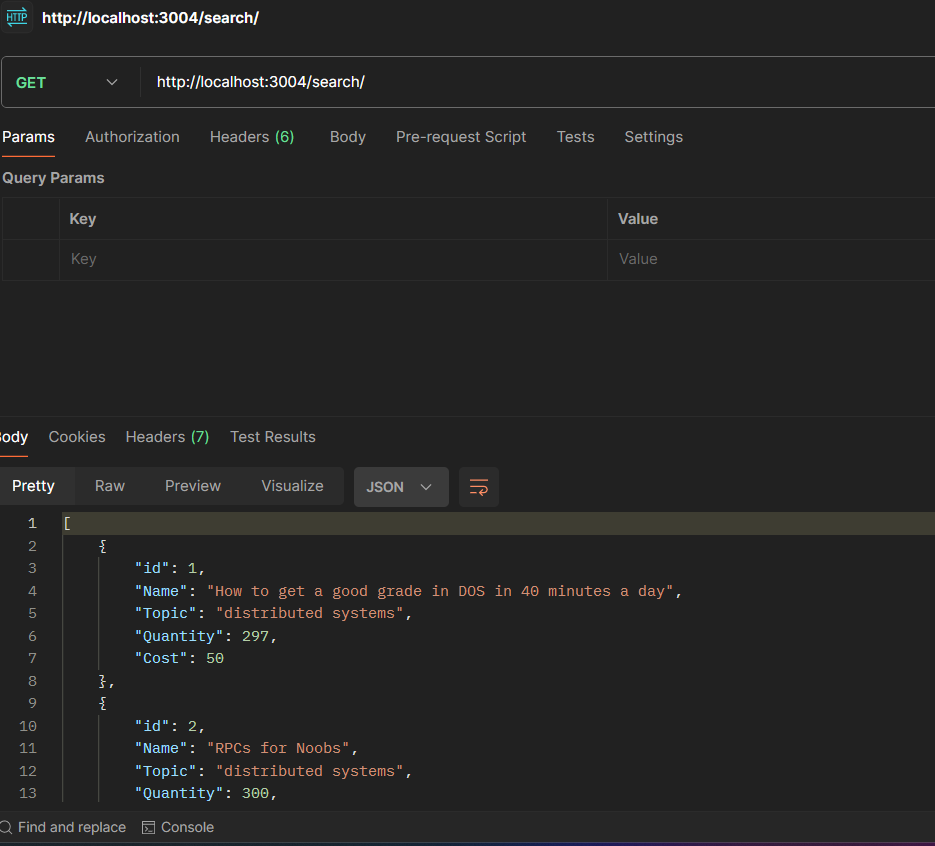 HTTP http://localhost:3004/search/
GET http://localhost:3004/search/
Params Authorization Headers (6) Body Pre-request Script Tests Settings
Query Params
Key Value
Key Value
Body Cookies Headers (7) Test Results
Pretty Raw Preview Visualize JSON
1 [
2 {
3 "id": 1,
4 "Name": "How to get a good grade in DOS in 40 minutes a day",
5 "Topic": "distributed systems",
6 "Quantity": 297,
7 "Cost": 50
8 },
9 {
10 "id": 2,
11 "Name": "RPCs for Noobs",
12 "Topic": "distributed systems",
13 "Quantity": 300,
Find and replace Console